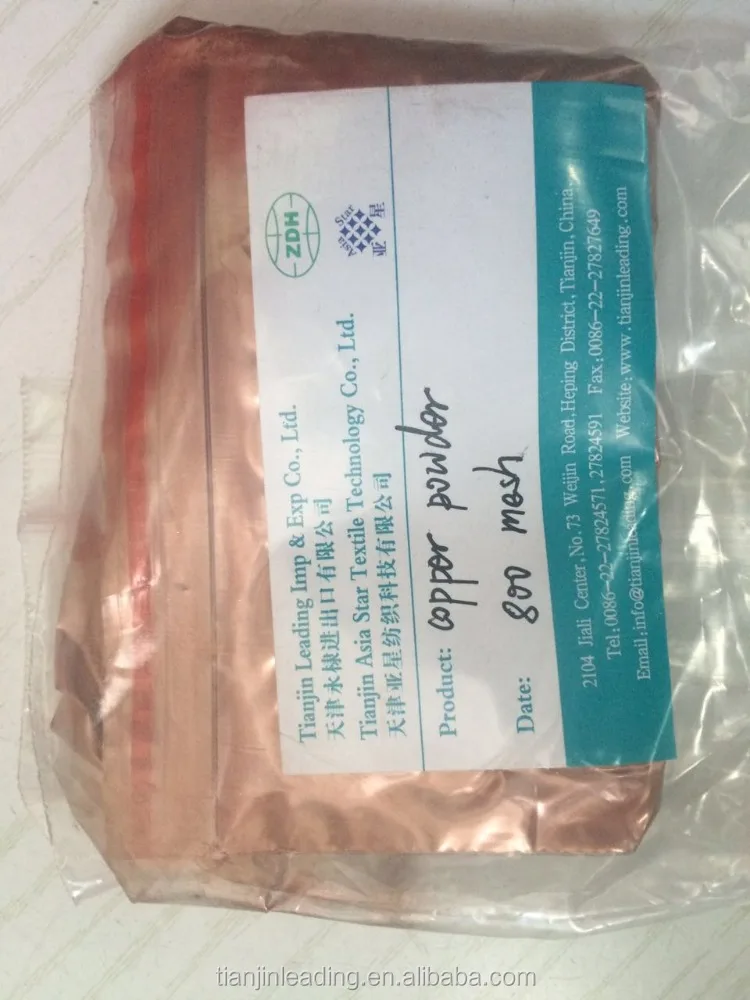 ZDH
Asia Star
亚星
Tianjin Leading Imp & Exp Co., Ltd.
天津永棣进出口有限公司
Tianjin Asia Star Textile Technology Co., Ltd.
天津亚星纺织科技有限公司
Product: copper powder
Date: 800 mesh
2104 Jiali Center,No.73 Weijin Road,Heping District,Tianjin,China.
Tel:0086-22-27824571,27824591 Fax:0086-22-27827649
Email:info@tianjinleading.com Website:www.tianjinleading.com
tianjinleading.en.alibaba.com